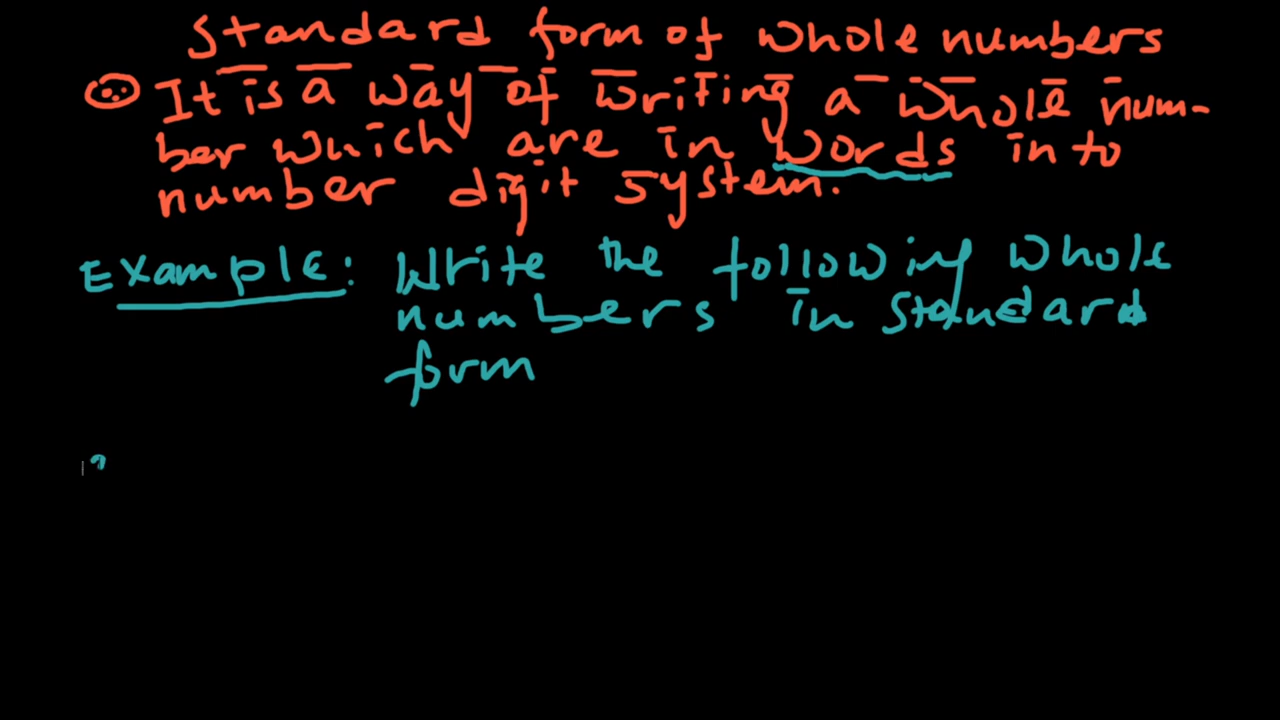 Standard form of whole numbers
It is a way of writing a whole num-
ber which are in words into
number digit system.
Example: Write the following whole
numbers in standard
form